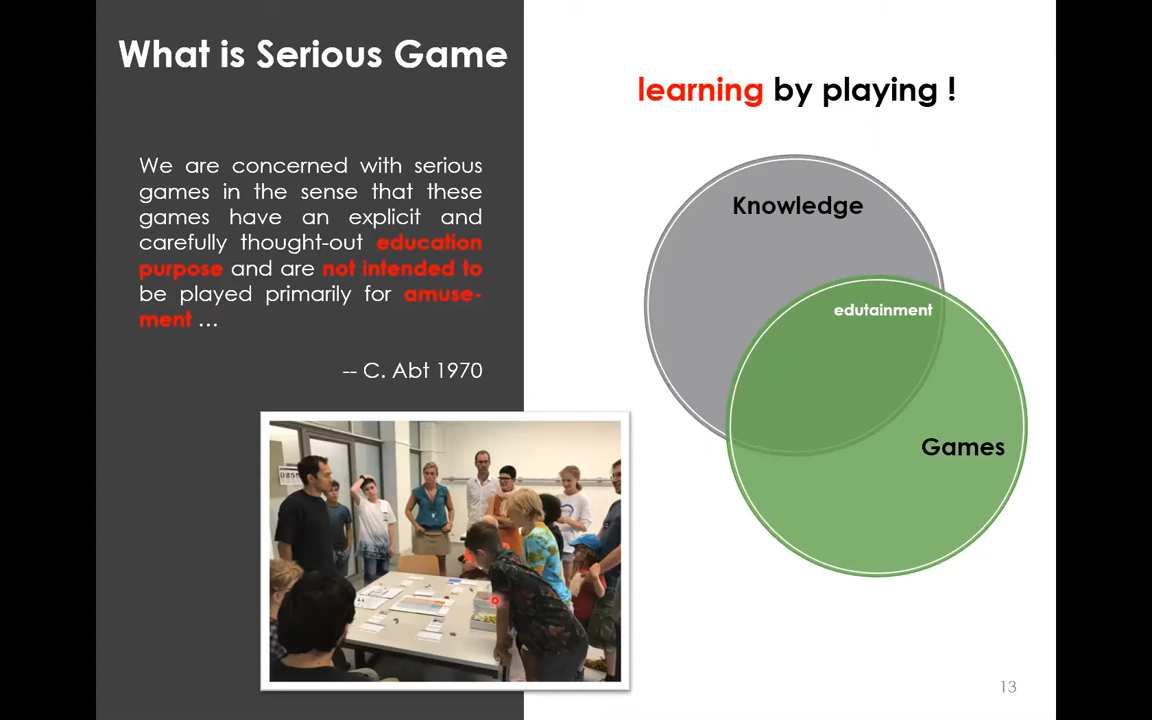 What is Serious Game
We are concerned with serious
games in the sense that these
games have an explicit and
carefully thought-out education
purpose and are not intended to
be played primarily for amuse-
ment …
-- C. Abt 1970
learning by playing !
Knowledge
edutainment
Games
13